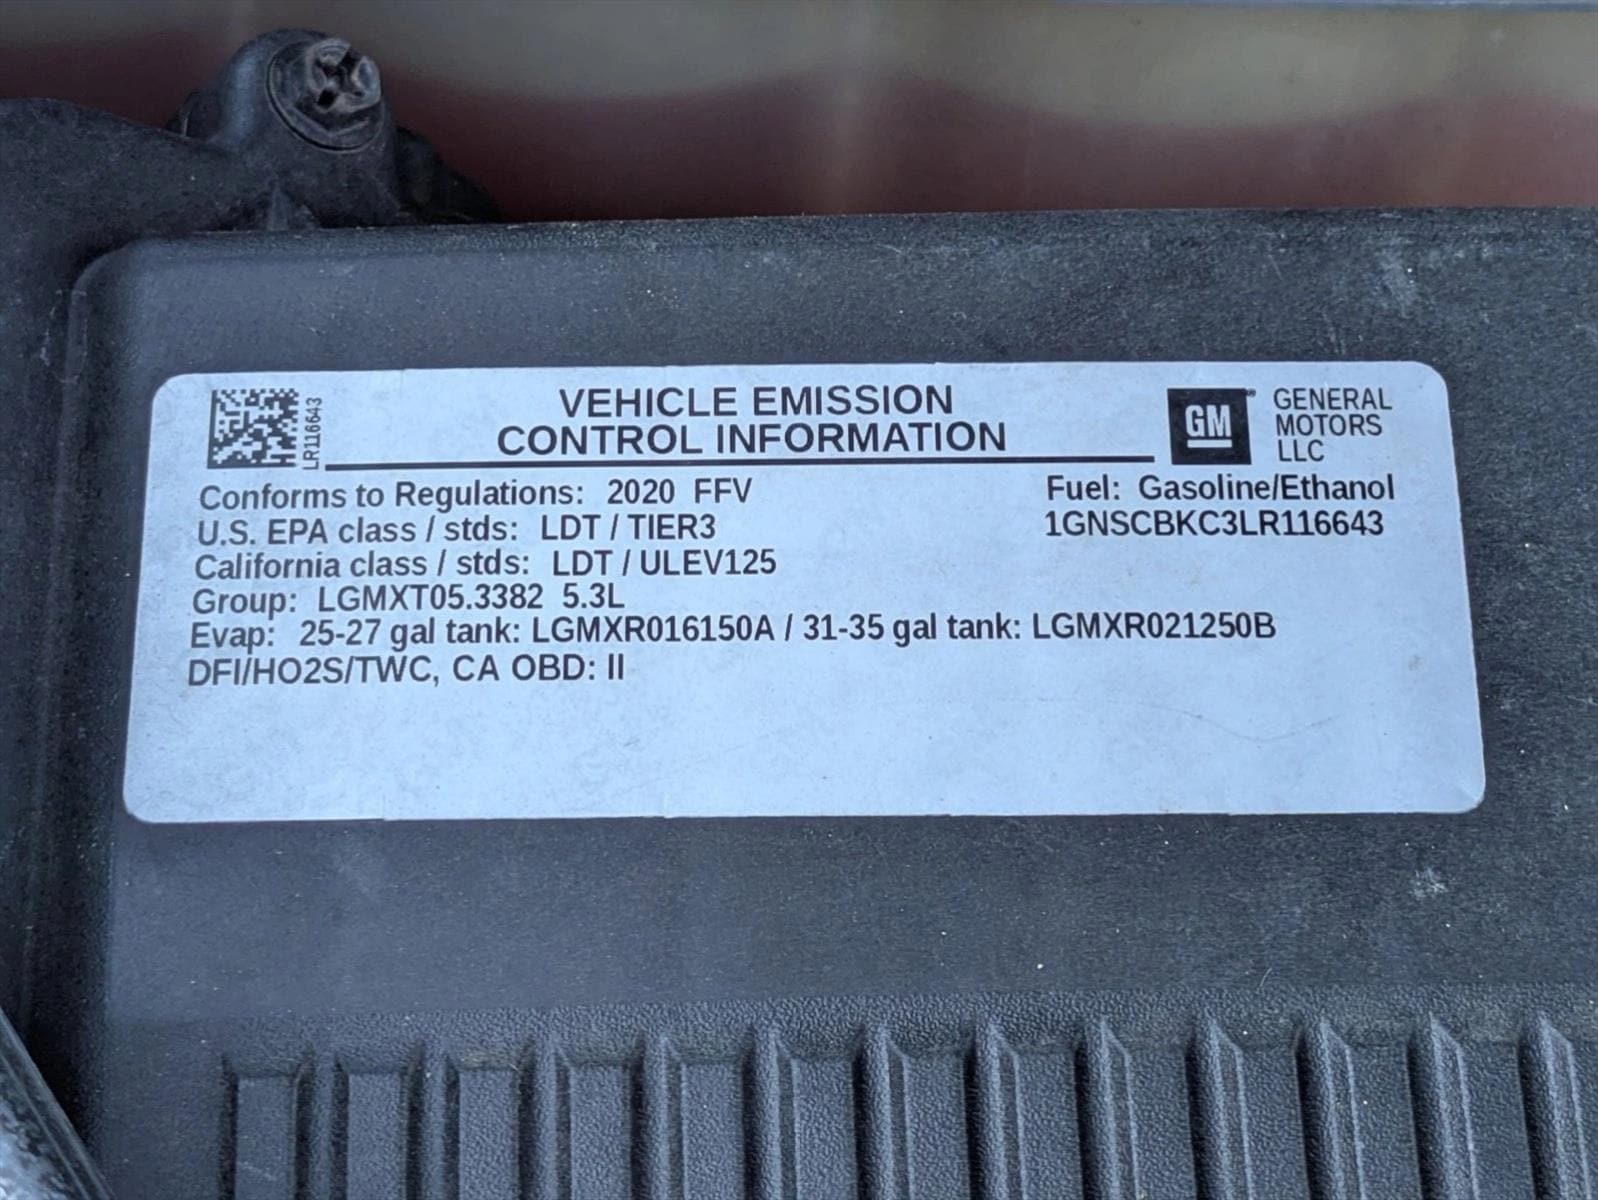 LR116643
VEHICLE EMISSION
CONTROL INFORMATION
GM
GENERAL
MOTORS
LLC
Conforms to Regulations: 2020 FFV
Fuel: Gasoline/Ethanol
U.S. EPA class / stds: LDT / TIER3
1GNSCBKC3LR116643
California class / stds: LDT / ULEV125
Group: LGMXT05.3382 5.3L
Evap: 25-27 gal tank: LGMXR016150A / 31-35 gal tank: LGMXR021250B
DFI/HO2S/TWC, CA OBD: II